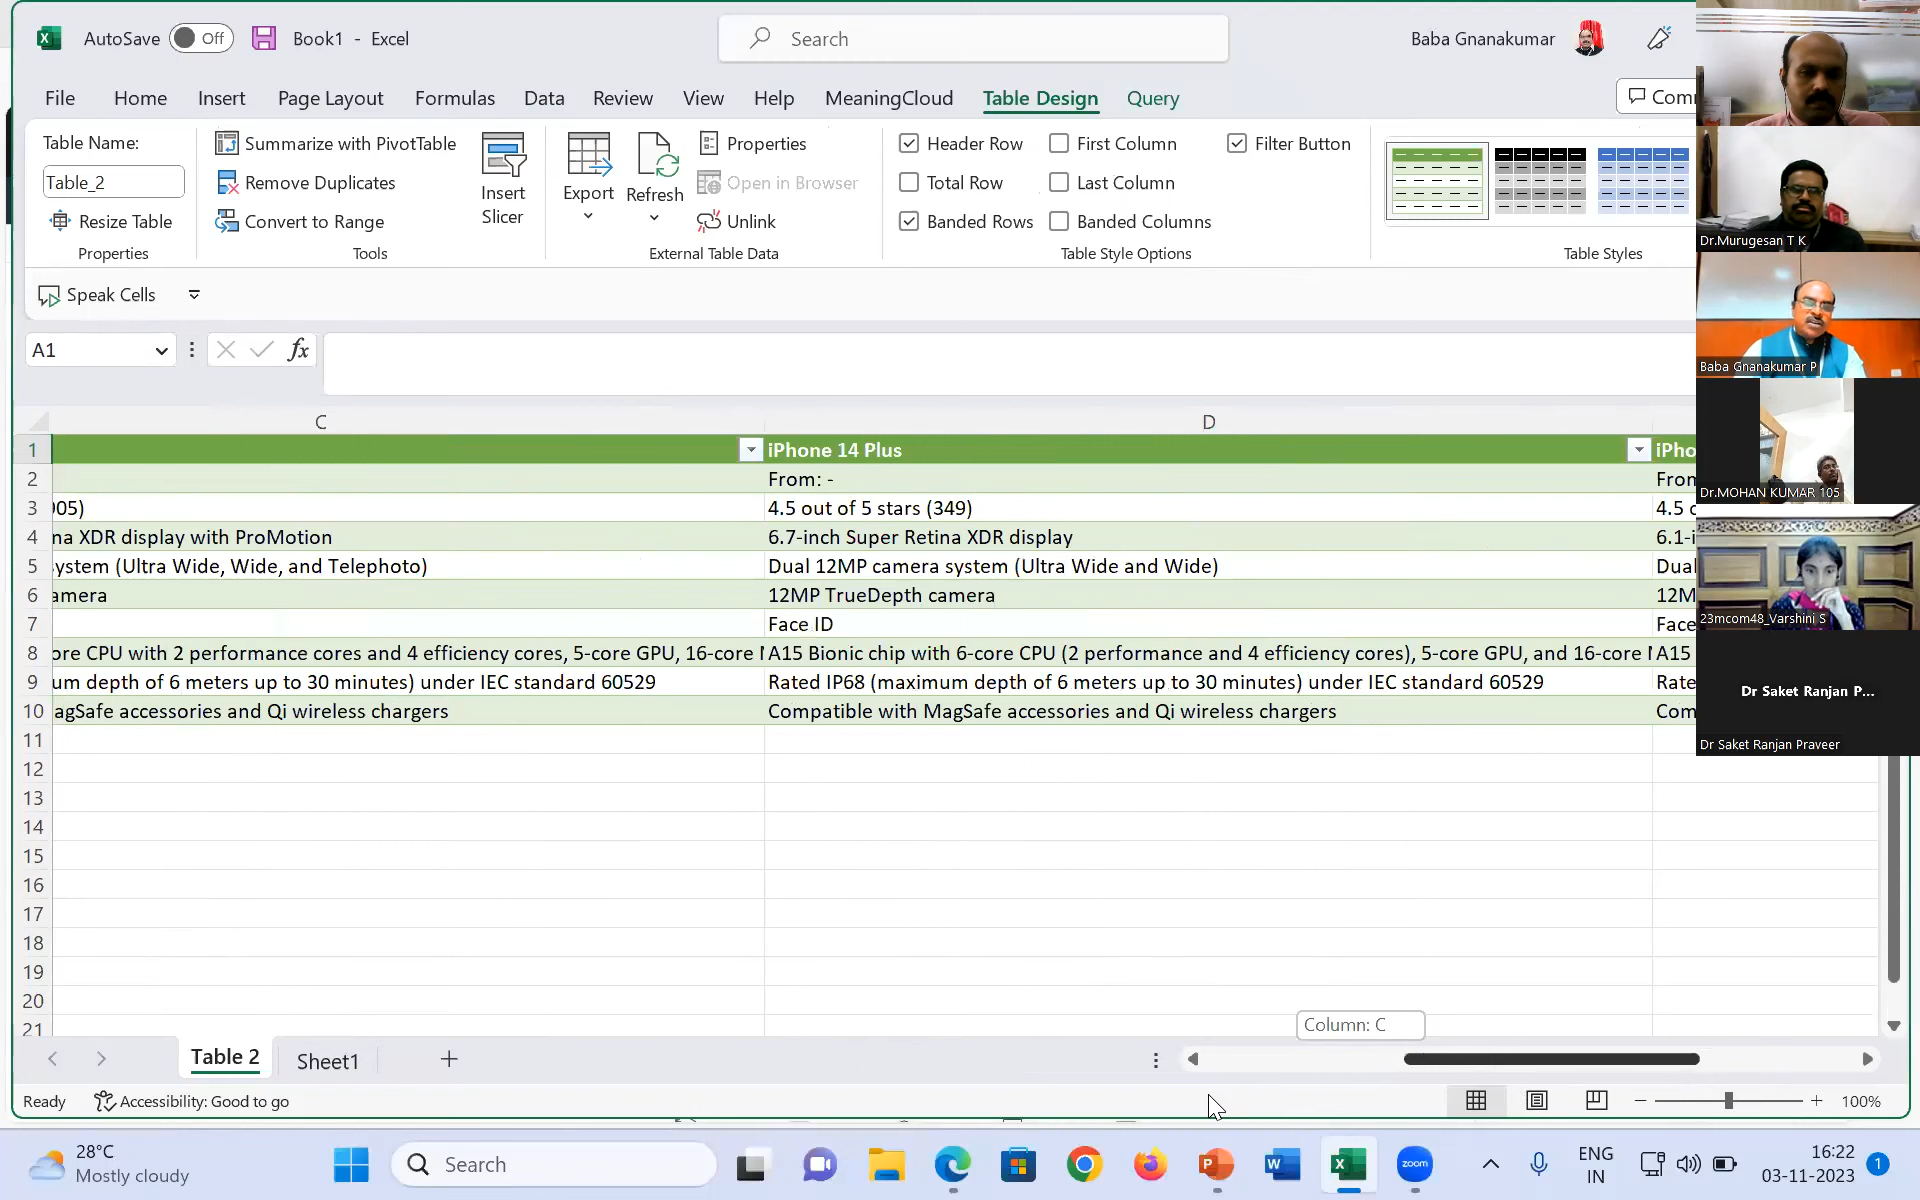 AutoSave Off Book1 - Excel Search Baba Gnanakumar
File Home Insert Page Layout Formulas Data Review View Help MeaningCloud Table Design Query Com
Table Name:
Table_2
Resize Table
Properties
Summarize with PivotTable
Remove Duplicates
Convert to Range
Tools
Insert
Slicer
Export
Refresh
Properties
Open in Browser
Unlink
External Table Data
Header Row First Column Filter Button
Total Row Last Column
Banded Rows Banded Columns
Table Style Options
Table Styles
Speak Cells
A1 fx
C D
1 iPhone 14 Plus iPho
2 From: - From
3 905) 4.5 out of 5 stars (349) 4.5 o
4 na XDR display with ProMotion 6.7-inch Super Retina XDR display 6.1-i
5 system (Ultra Wide, Wide, and Telephoto) Dual 12MP camera system (Ultra Wide and Wide) Dual
6 amera 12MP TrueDepth camera 12M
7 Face ID Face
8 ore CPU with 2 performance cores and 4 efficiency cores, 5-core GPU, 16-core N A15 Bionic chip with 6-core CPU (2 performance and 4 efficiency cores), 5-core GPU, and 16-core N A15
9 um depth of 6 meters up to 30 minutes) under IEC standard 60529 Rated IP68 (maximum depth of 6 meters up to 30 minutes) under IEC standard 60529 Rate
10 agSafe accessories and Qi wireless chargers Compatible with MagSafe accessories and Qi wireless chargers Com
11
12
13
14
15
16
17
18
19
20
21
Column: C
Table 2 Sheet1
Ready Accessibility: Good to go 100%
Dr.Murugesan T K
Baba Gnanakumar P
Dr.MOHAN KUMAR 105
23mcom48_Varshini S
Dr Saket Ranjan P...
Dr Saket Ranjan Praveer
28°C
Mostly cloudy
Search
zoom
ENG
IN
16:22
03-11-2023
1